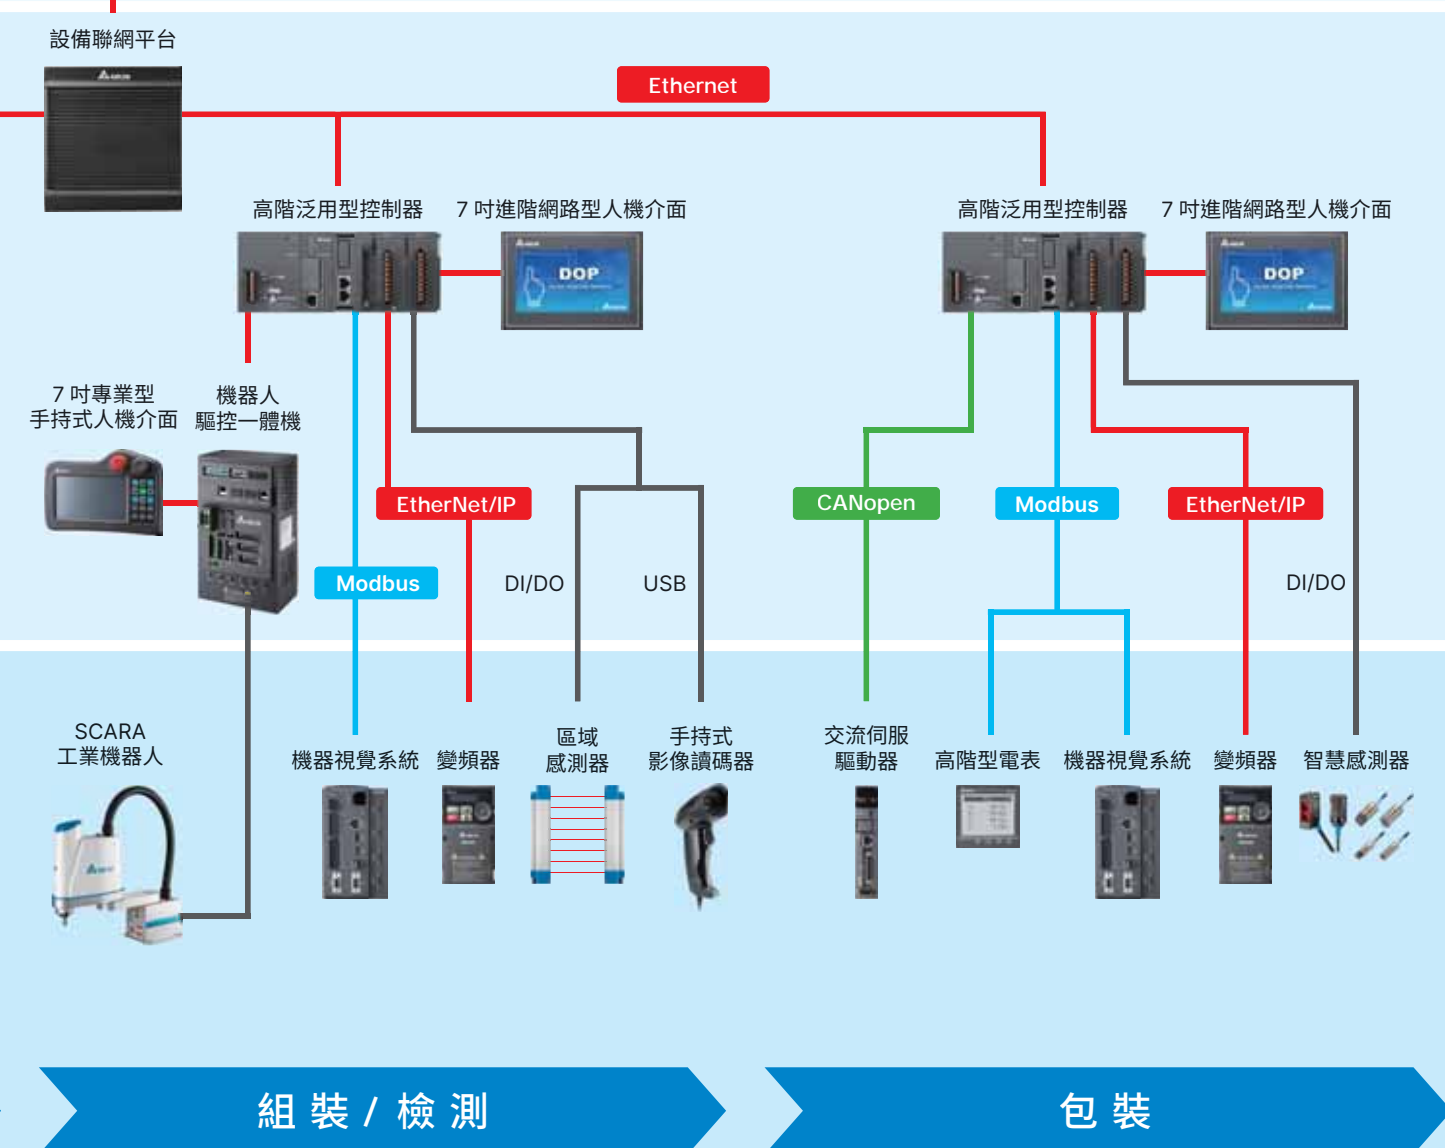 設備聯網平台
Ethernet
高階泛用型控制器
7 吋進階網路型人機介面
高階泛用型控制器
7 吋進階網路型人機介面
DOP
DOP
7 吋專業型
手持式人機介面
機器人
驅控一體機
EtherNet/IP
CANopen
Modbus
EtherNet/IP
Modbus
DI/DO
USB
DI/DO
SCARA
工業機器人
機器視覺系統
變頻器
區域
感測器
手持式
影像讀碼器
交流伺服
驅動器
高階型電表
機器視覺系統
變頻器
智慧感測器
組裝/檢測
包裝